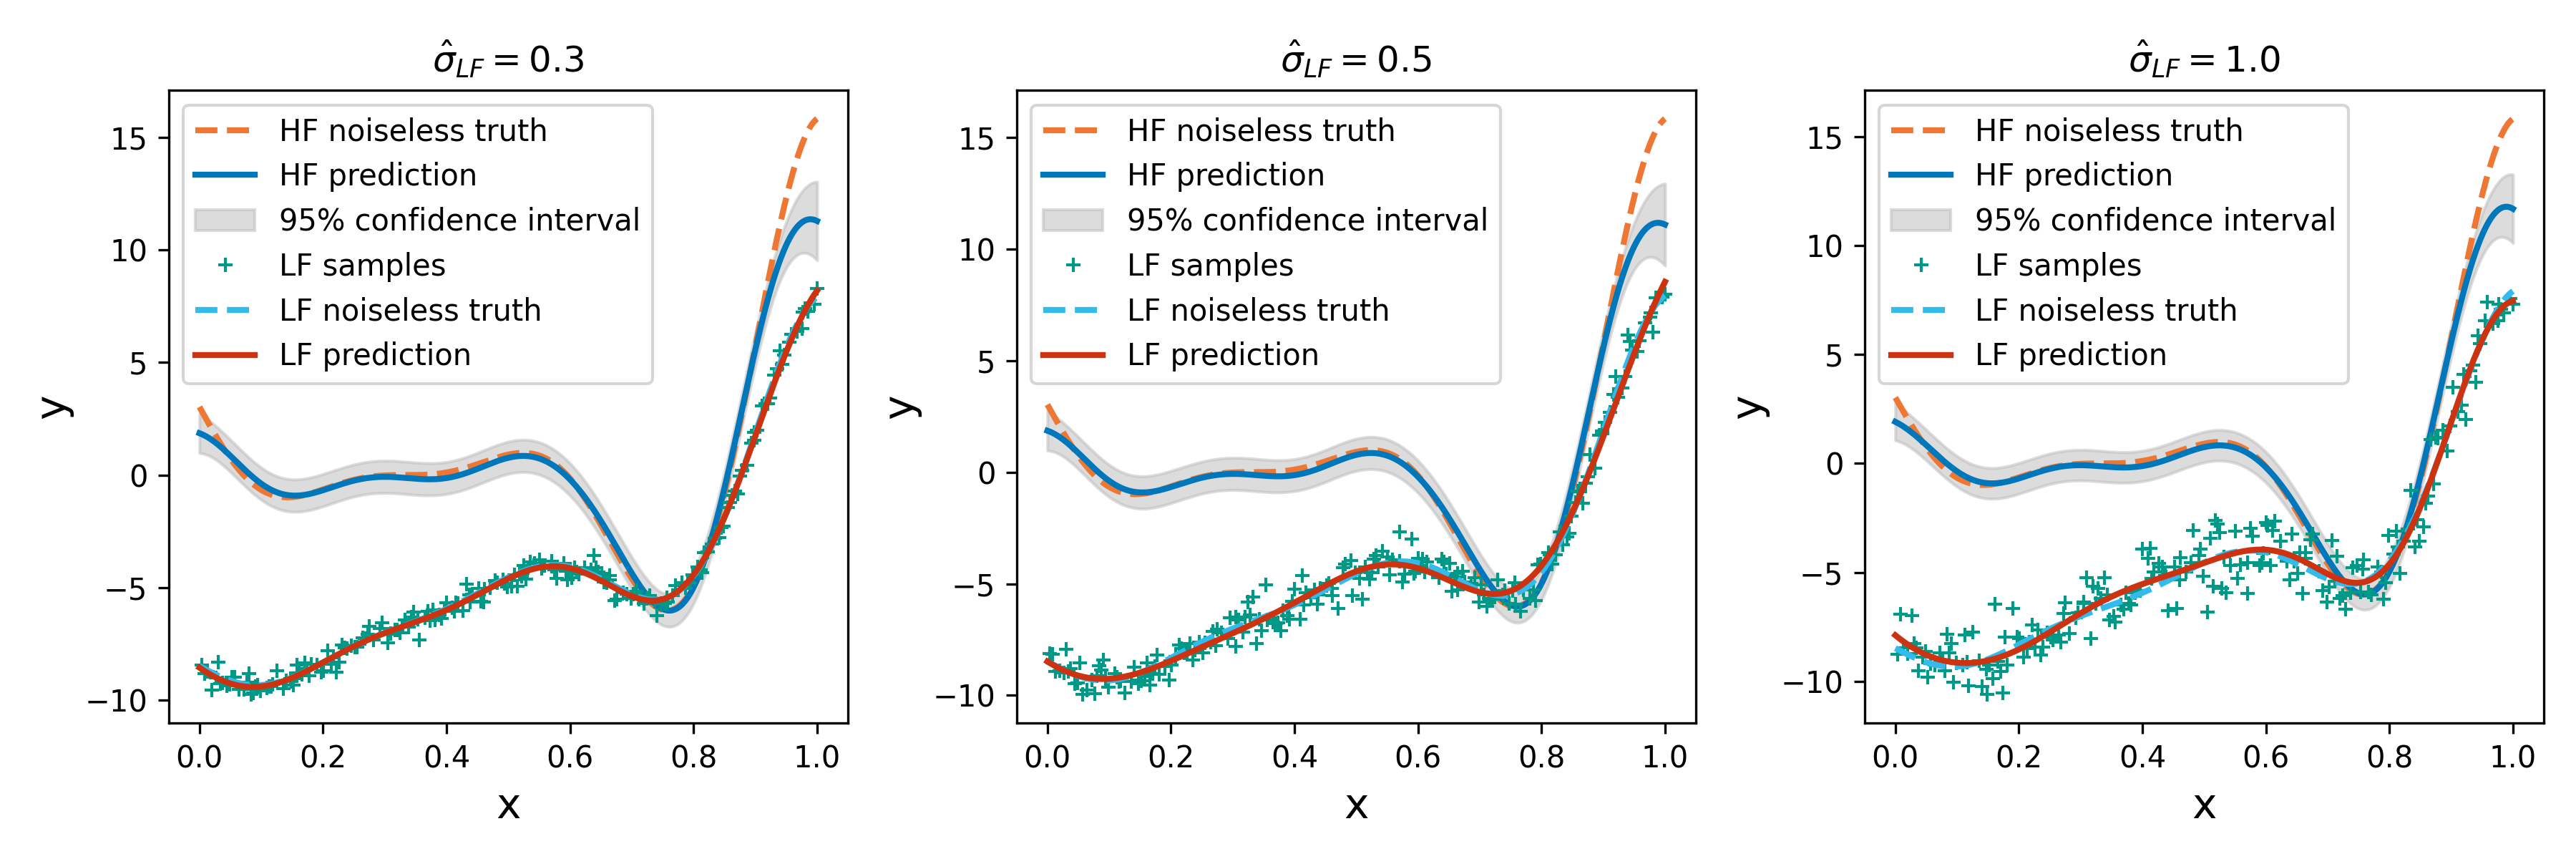 σ̂_LF = 0.3
HF noiseless truth
HF prediction
95% confidence interval
LF samples
LF noiseless truth
LF prediction
15
10
5
0
−5
−10
y
0.0 0.2 0.4 0.6 0.8 1.0
x
σ̂_LF = 0.5
HF noiseless truth
HF prediction
95% confidence interval
LF samples
LF noiseless truth
LF prediction
15
10
5
0
−5
−10
y
0.0 0.2 0.4 0.6 0.8 1.0
x
σ̂_LF = 1.0
HF noiseless truth
HF prediction
95% confidence interval
LF samples
LF noiseless truth
LF prediction
15
10
5
0
−5
−10
y
0.0 0.2 0.4 0.6 0.8 1.0
x